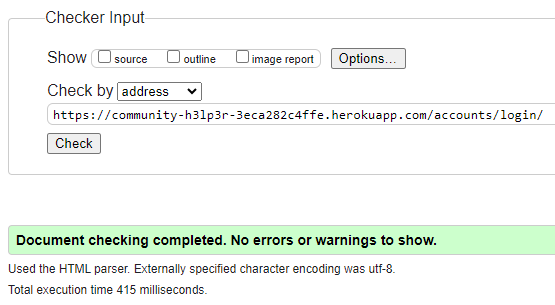 Checker Input
Show source outline image report Options...
Check by address
https://community-h3lp3r-3eca282c4ffe.herokuapp.com/accounts/login/
Check
Document checking completed. No errors or warnings to show.
Used the HTML parser. Externally specified character encoding was utf-8.
Total execution time 415 milliseconds.